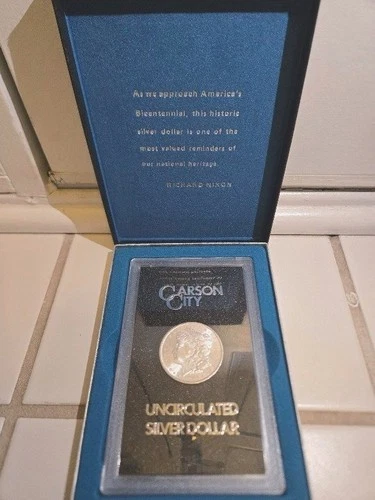 As we approach America's
Bicentennial, this historic
silver dollar is one of the
most valued reminders of
our national heritage.
RICHARD NIXON
CARSON
CITY
UNCIRCULATED
SILVER DOLLAR